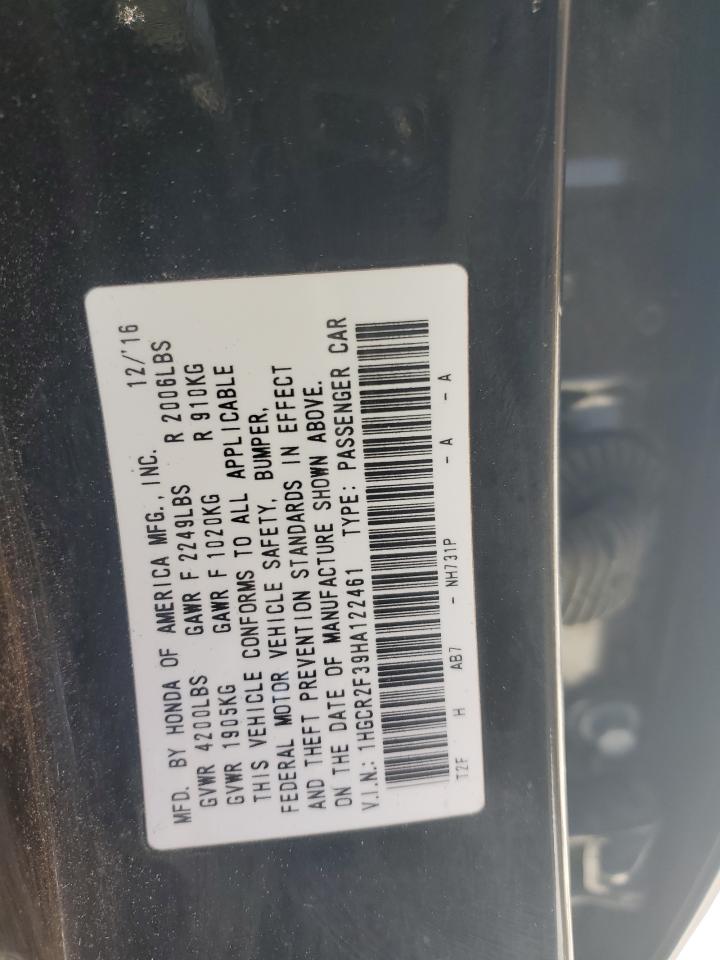 MFD. BY HONDA OF AMERICA MFG., INC. 12/'16
GVWR 4200LBS GAWR F 2249LBS R 2006LBS
GVWR 1905KG GAWR F 1020KG R 910KG
THIS VEHICLE CONFORMS TO ALL APPLICABLE
FEDERAL MOTOR VEHICLE SAFETY, BUMPER,
AND THEFT PREVENTION STANDARDS IN EFFECT
ON THE DATE OF MANUFACTURE SHOWN ABOVE.
V.I.N.: 1HGCR2F39HA122461 TYPE: PASSENGER CAR
T2F H AB7 - NH731P - A - A